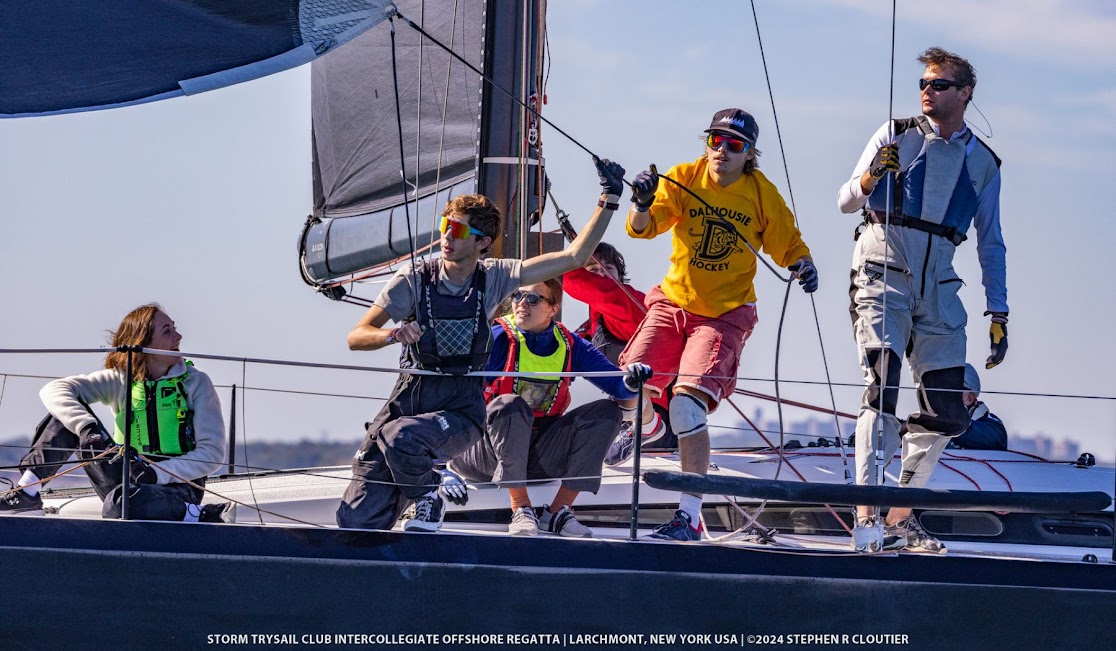 DALHOUSIE
D
HOCKEY
STORM TRYSAIL CLUB INTERCOLLEGIATE OFFSHORE REGATTA | LARCHMONT, NEW YORK USA | ©2024 STEPHEN R CLOUTIER